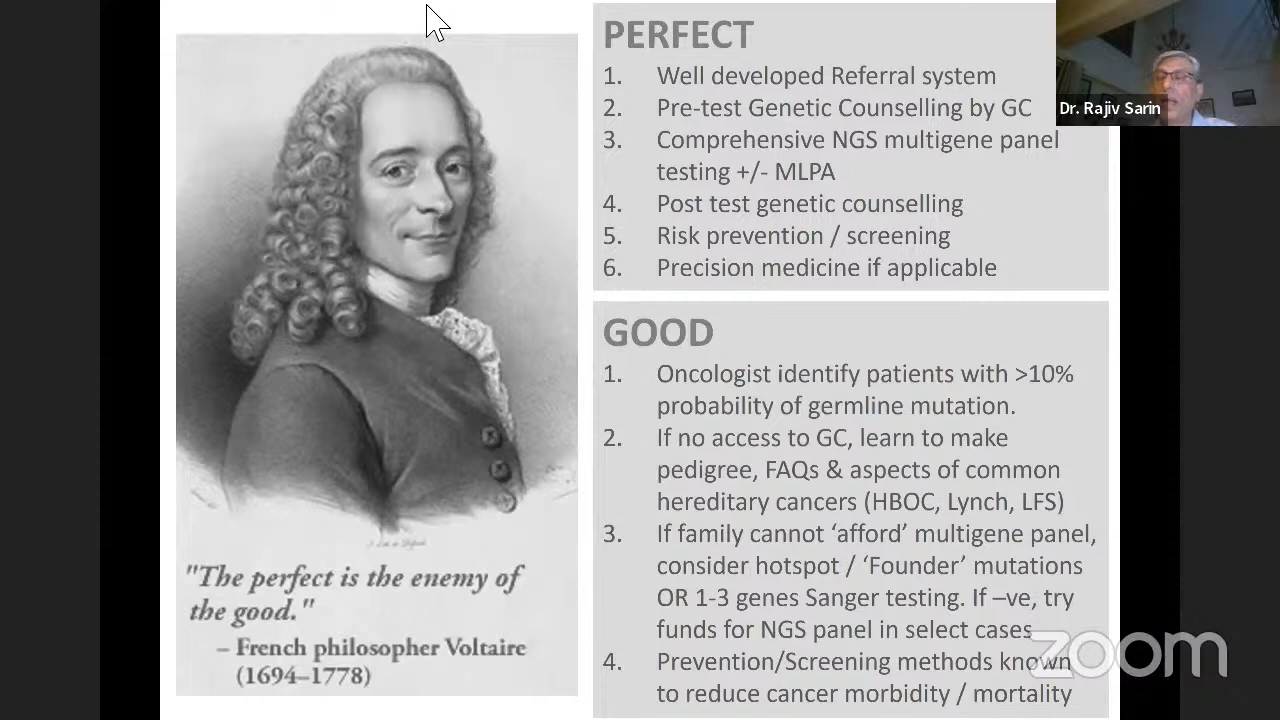 PERFECT
1. Well developed Referral system
2. Pre-test Genetic Counselling by GC
3. Comprehensive NGS multigene panel
testing +/- MLPA
4. Post test genetic counselling
5. Risk prevention / screening
6. Precision medicine if applicable
GOOD
1. Oncologist identify patients with >10%
probability of germline mutation.
2. If no access to GC, learn to make
pedigree, FAQs & aspects of common
hereditary cancers (HBOC, Lynch, LFS)
3. If family cannot ‘afford’ multigene panel,
consider hotspot / ‘Founder’ mutations
OR 1-3 genes Sanger testing. If –ve, try
funds for NGS panel in select cases
4. Prevention/Screening methods known
to reduce cancer morbidity / mortality
"The perfect is the enemy of
the good."
– French philosopher Voltaire
(1694–1778)
Dr. Rajiv Sarin
zoom